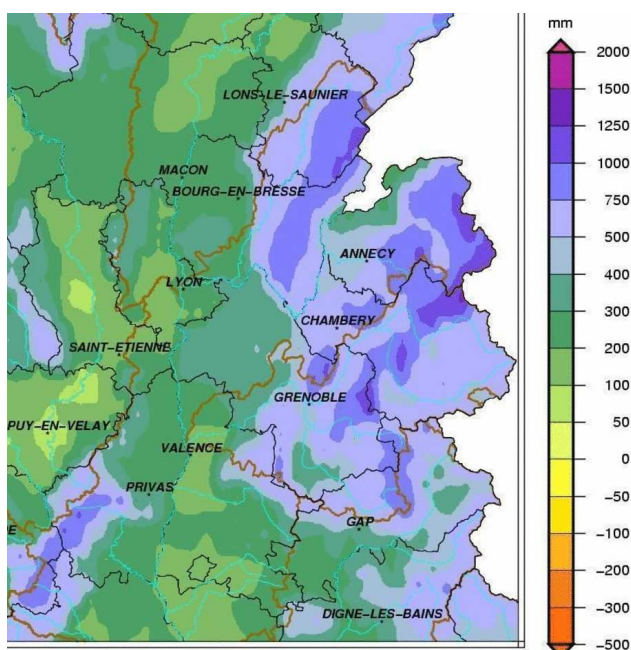 mm
2000
1500
1250
1000
750
500
400
300
200
100
50
0
−50
−100
−200
−300
−500
LONS−LE−SAUNIER
MACON
BOURG−EN−BRESSE
ANNECY
LYON
CHAMBERY
SAINT−ETIENNE
GRENOBLE
PUY−EN−VELAY
VALENCE
PRIVAS
GAP
E
DIGNE−LES−BAINS